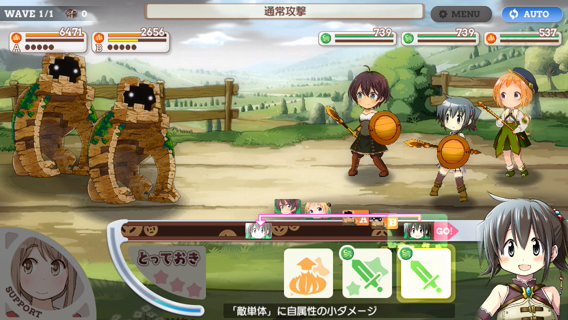 WAVE 1/1 0
通常攻撃
MENU
AUTO
6471
2656
739
739
537
A
B
A
B
GO!
とっておき
SUPPORT
「敵単体」に自属性の小ダメージ